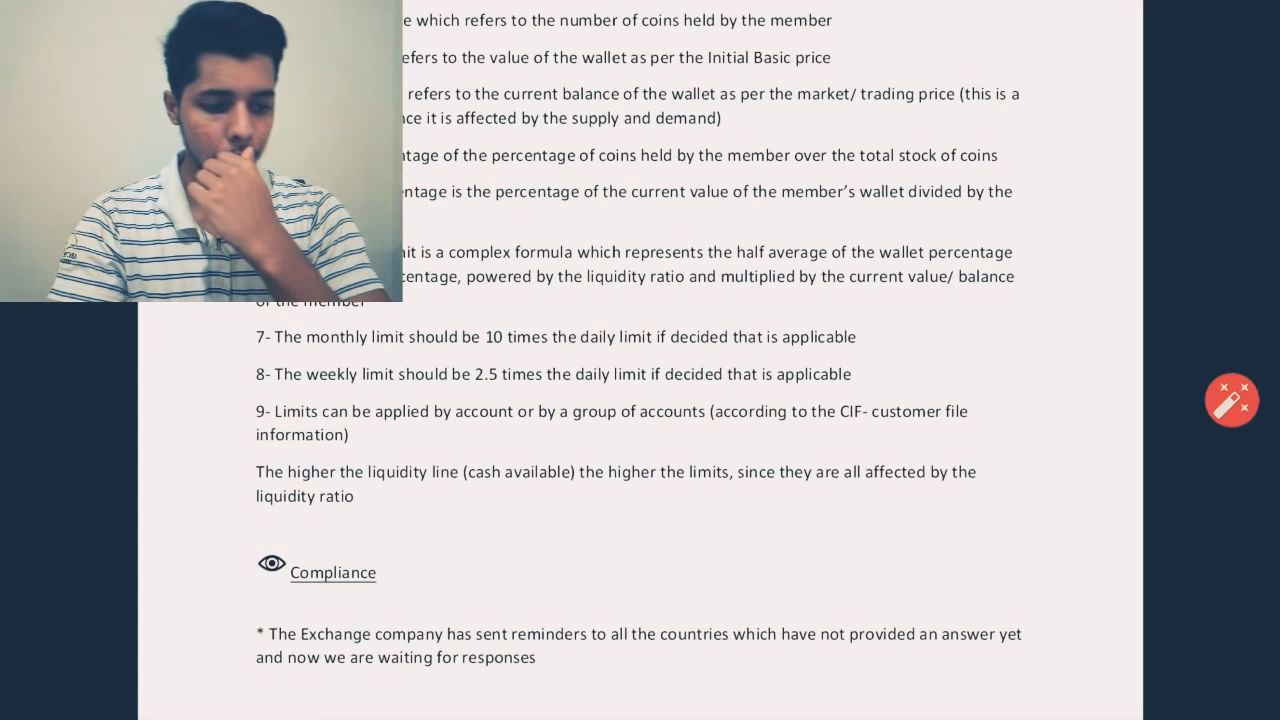 which refers to the number of coins held by the member
refers to the value of the wallet as per the Initial Basic price
refers to the current balance of the wallet as per the market/ trading price (this is a
it is affected by the supply and demand)
of the percentage of coins held by the member over the total stock of coins
is the percentage of the current value of the member’s wallet divided by the
is a complex formula which represents the half average of the wallet percentage
powered by the liquidity ratio and multiplied by the current value/ balance
of the member
7- The monthly limit should be 10 times the daily limit if decided that is applicable
8- The weekly limit should be 2.5 times the daily limit if decided that is applicable
9- Limits can be applied by account or by a group of accounts (according to the CIF- customer file
information)
The higher the liquidity line (cash available) the higher the limits, since they are all affected by the
liquidity ratio
Compliance
* The Exchange company has sent reminders to all the countries which have not provided an answer yet
and now we are waiting for responses